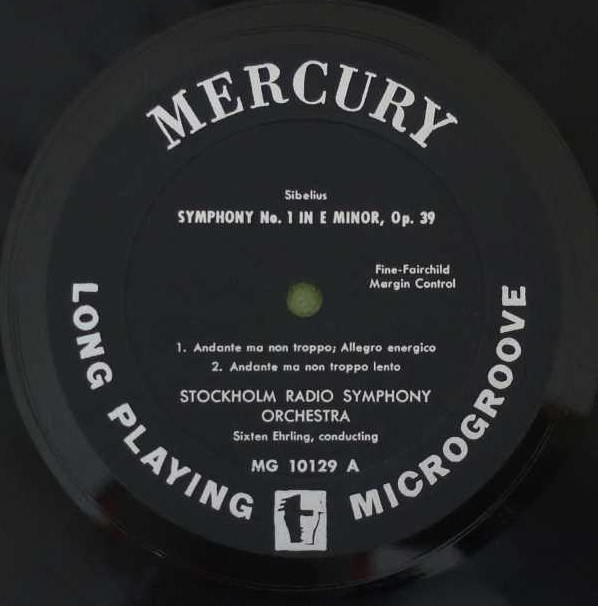 MERCURY
Sibelius
SYMPHONY No. 1 IN E MINOR, Op. 39
Fine-Fairchild
Margin Control
1. Andante ma non troppo; Allegro energico
2. Andante ma non troppo lento
STOCKHOLM RADIO SYMPHONY
ORCHESTRA
Sixten Ehrling, conducting
MG 10129 A
LONG PLAYING MICROGROOVE